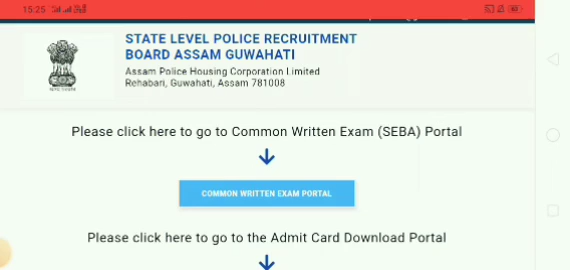 15:25
STATE LEVEL POLICE RECRUITMENT
BOARD ASSAM GUWAHATI
Assam Police Housing Corporation Limited
Rehabari, Guwahati, Assam 781008
Please click here to go to Common Written Exam (SEBA) Portal
COMMON WRITTEN EXAM PORTAL
Please click here to go to the Admit Card Download Portal